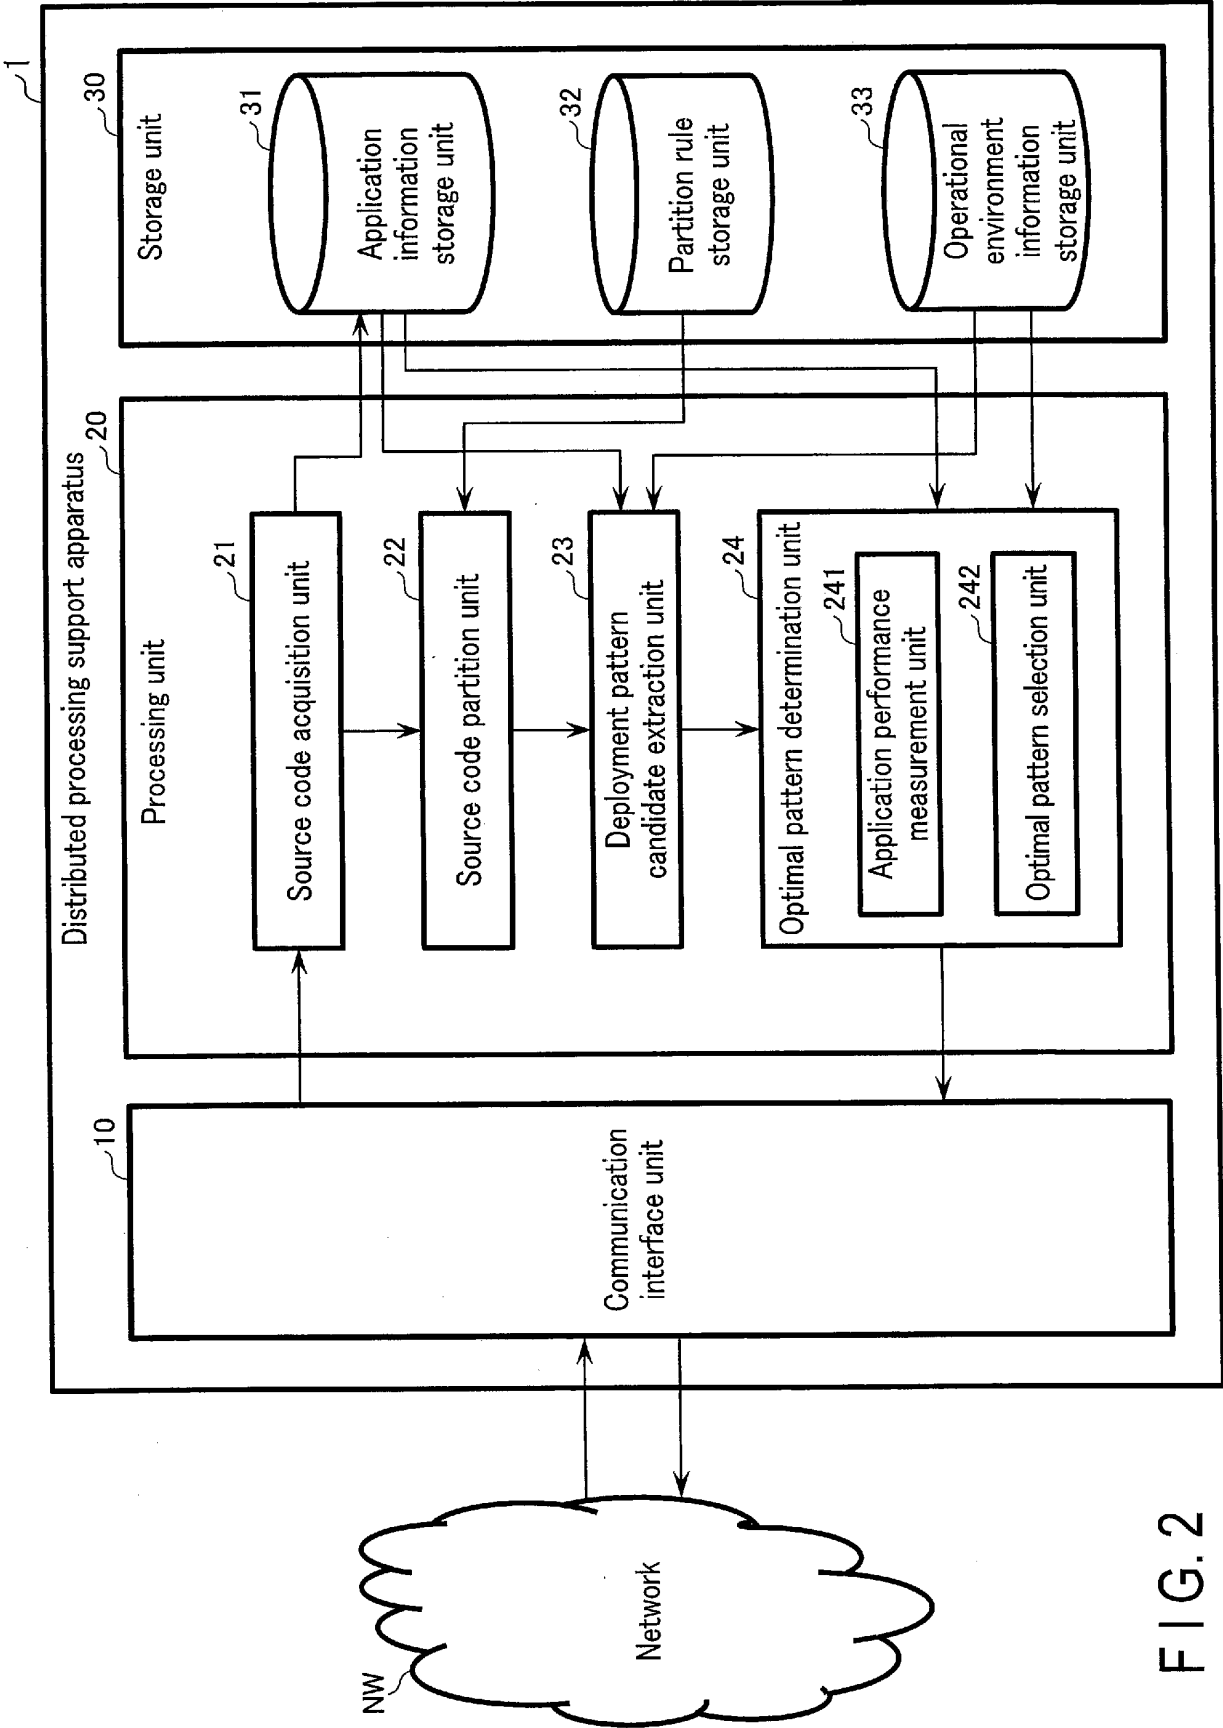 1
Distributed processing support apparatus
NW
Network
10
Communication
interface unit
20
Processing unit
21
Source code acquisition unit
22
Source code partition unit
23
Deployment pattern
candidate extraction unit
24
Optimal pattern determination unit
241
Application performance
measurement unit
242
Optimal pattern selection unit
30
Storage unit
31
Application
information
storage unit
32
Partition rule
storage unit
33
Operational
environment
information
storage unit
FIG. 2